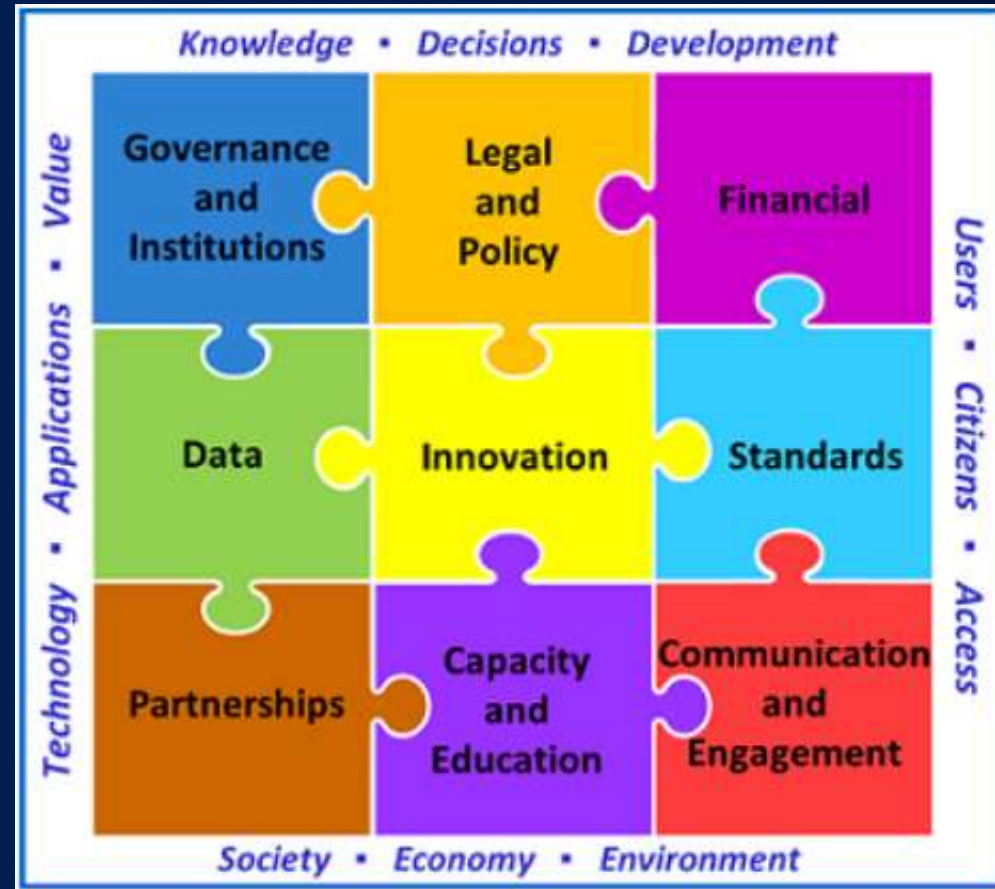 Knowledge ▪ Decisions ▪ Development
Technology ▪ Applications ▪ Value
Governance
and
Institutions
Legal
and
Policy
Financial
Data
Innovation
Standards
Partnerships
Capacity
and
Education
Communication
and
Engagement
Users ▪ Citizens ▪ Access
Society ▪ Economy ▪ Environment